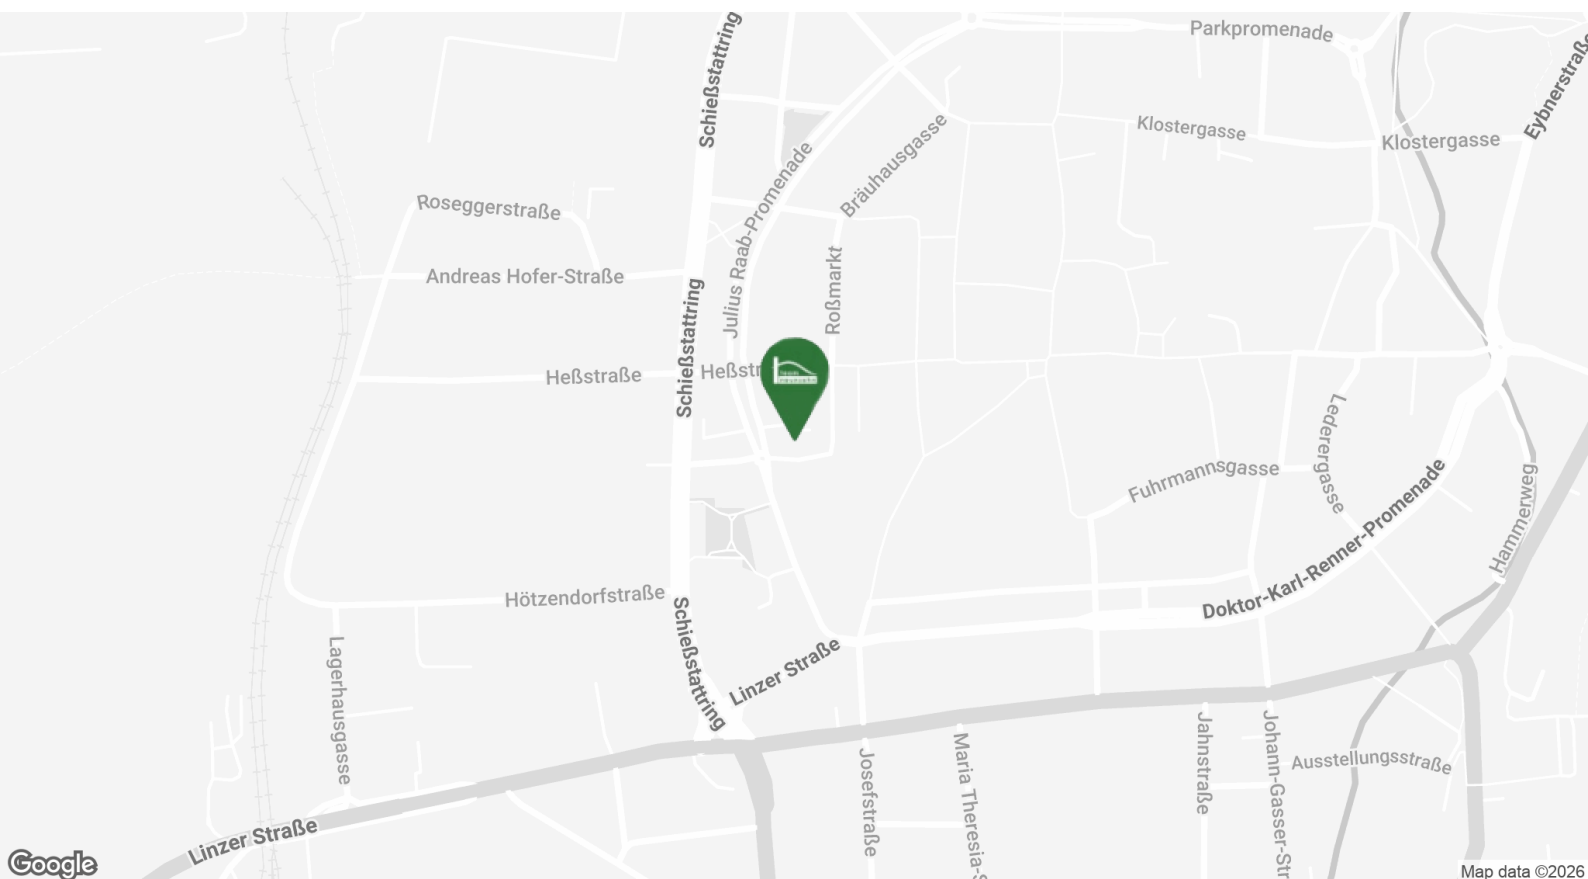 Parkpromenade
Schießstattring
Eybnerstraße
Klostergasse
Klostergasse
Bräuhausgasse
Julius Raab-Promenade
Roseggerstraße
Andreas Hofer-Straße
Roßmarkt
Schießstattring
Heßstraße
Heßstr
Lederergasse
Fuhrmannsgasse
Doktor-Karl-Renner-Promenade
Hammerweg
Hötzendorfstraße
Schießstattring
Lagerhausgasse
Linzer Straße
Josefstraße
Maria Theresia-S
Jahnstraße
Johann-Gasser-Str
Ausstellungsstraße
Linzer Straße
Google
Map data ©2026